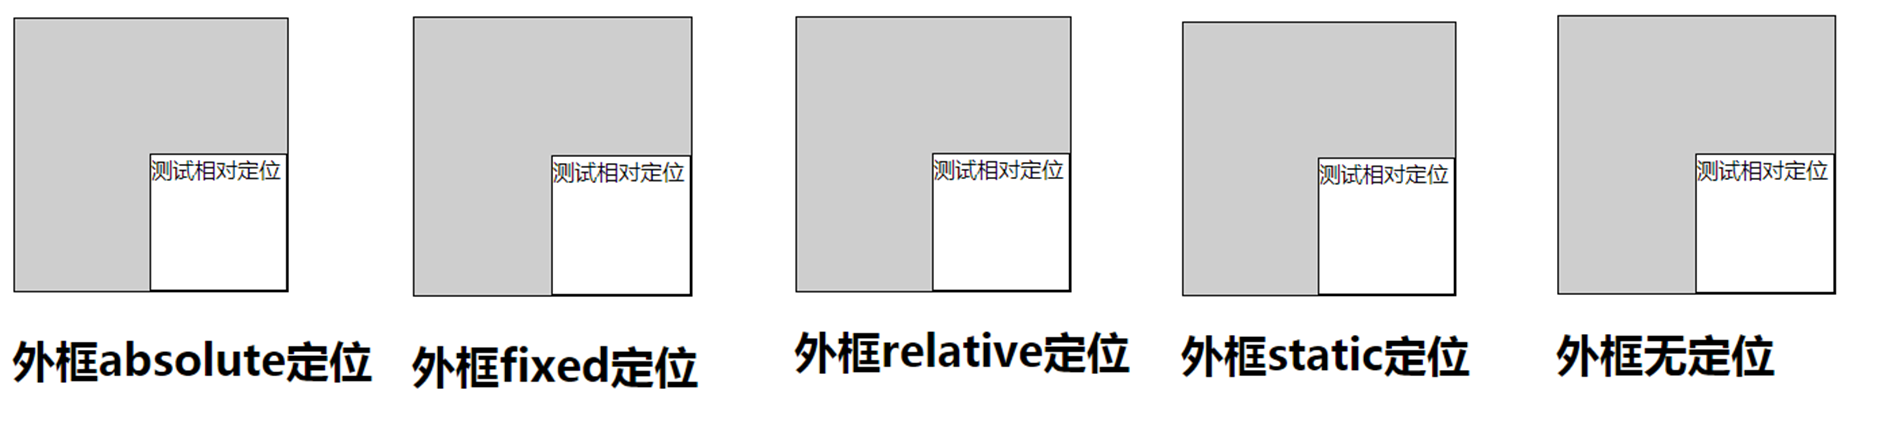 测试相对定位
测试相对定位
测试相对定位
测试相对定位
测试相对定位
外框absolute定位
外框fixed定位
外框relative定位
外框static定位
外框无定位